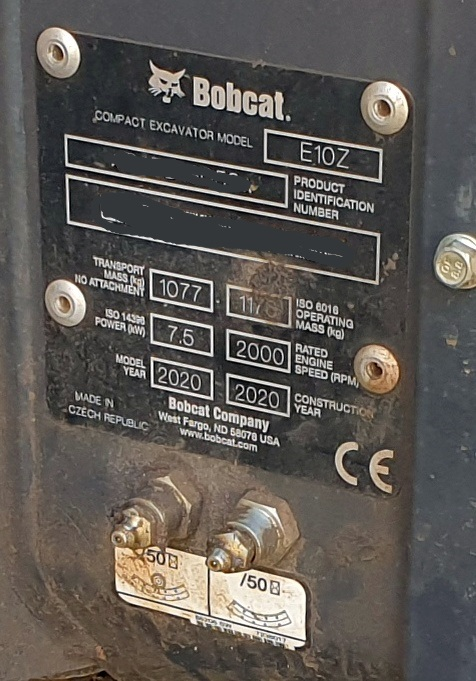 Bobcat.
COMPACT EXCAVATOR MODEL E10Z
PRODUCT
IDENTIFICATION
NUMBER
TRANSPORT
MASS (kg)
NO ATTACHMENT
1077
ISO 6016
OPERATING
MASS (kg)
ISO 14396
POWER (kW)
7.5
2000
RATED
ENGINE
SPEED (RPM)
MODEL
YEAR
2020
2020
CONSTRUCTION
YEAR
MADE IN
CZECH REPUBLIC
Bobcat Company
West Fargo, ND 58078 USA
www.bobcat.com
CE
/50
/50